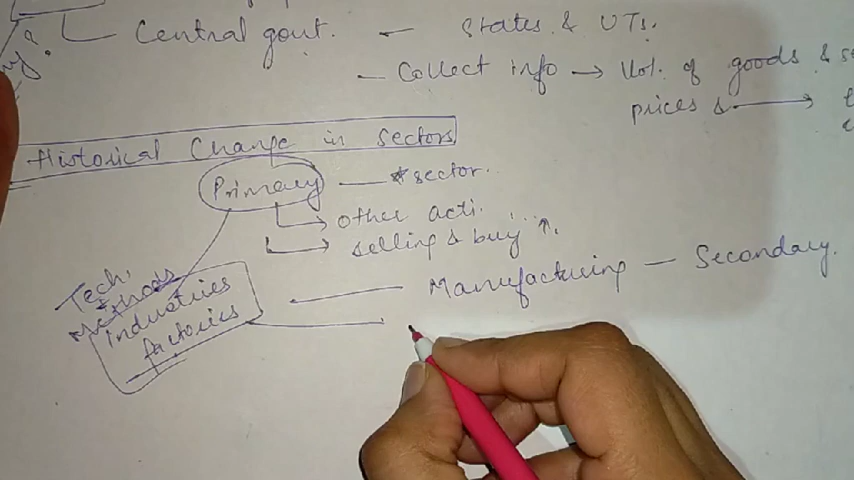 Central govt. — States & UTs.
— Collect info → Vol. of goods &
prices &
Historical Change in Sectors
Primary — * sector.
other acti.
selling & buy ↑.
Manufacturing — Secondary.
Tech.
Methods
industries
factories